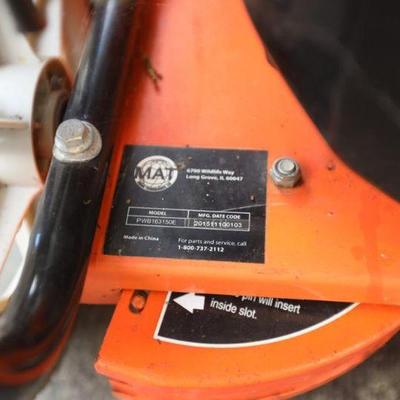 MAT
6700 Wildlife Way
Long Grove, IL 60047
MODEL
MFG. DATE CODE
PWB163150E
201511100103
Made in China
For parts and service, call
1-800-737-2112
pin will insert
inside slot.